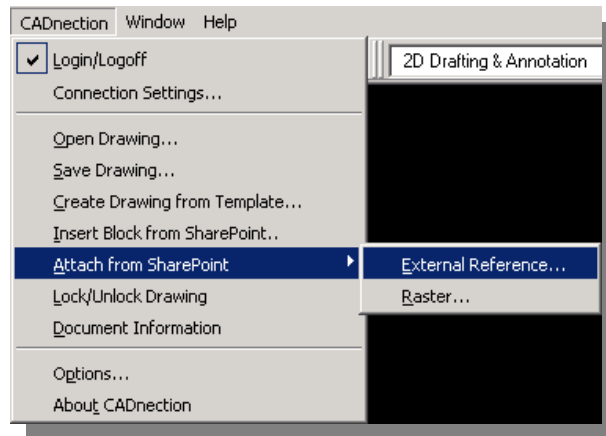 CADnection Window Help
Login/Logoff
2D Drafting & Annotation
Connection Settings...
Open Drawing...
Save Drawing...
Create Drawing from Template...
Insert Block from SharePoint..
Attach from SharePoint
External Reference...
Lock/Unlock Drawing
Raster...
Document Information
Options...
About CADnection